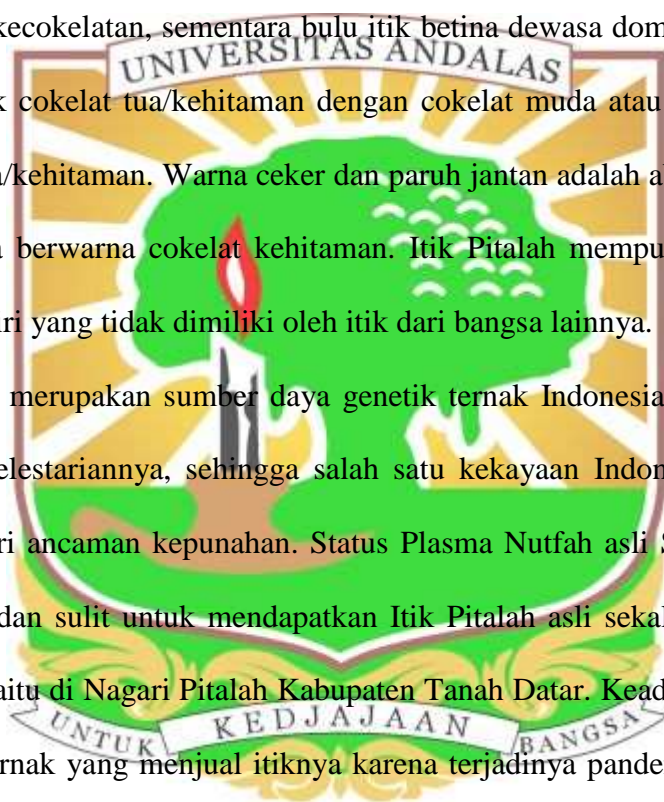 kecokelatan, sementara bulu itik betina dewasa dom
UNIVERSITAS ANDALAS
k cokelat tua/kehitaman dengan cokelat muda atau
/kehitaman. Warna ceker dan paruh jantan adalah a
berwarna cokelat kehitaman. Itik Pitalah mempu
iri yang tidak dimiliki oleh itik dari bangsa lainnya.
merupakan sumber daya genetik ternak Indonesia
elestariannya, sehingga salah satu kekayaan Indon
ri ancaman kepunahan. Status Plasma Nutfah asli S
dan sulit untuk mendapatkan Itik Pitalah asli sekal
aitu di Nagari Pitalah Kabupaten Tanah Datar. Kead
UNTUK KEDJAJAAN BANGSA
rnak yang menjual itiknya karena terjadinya pande